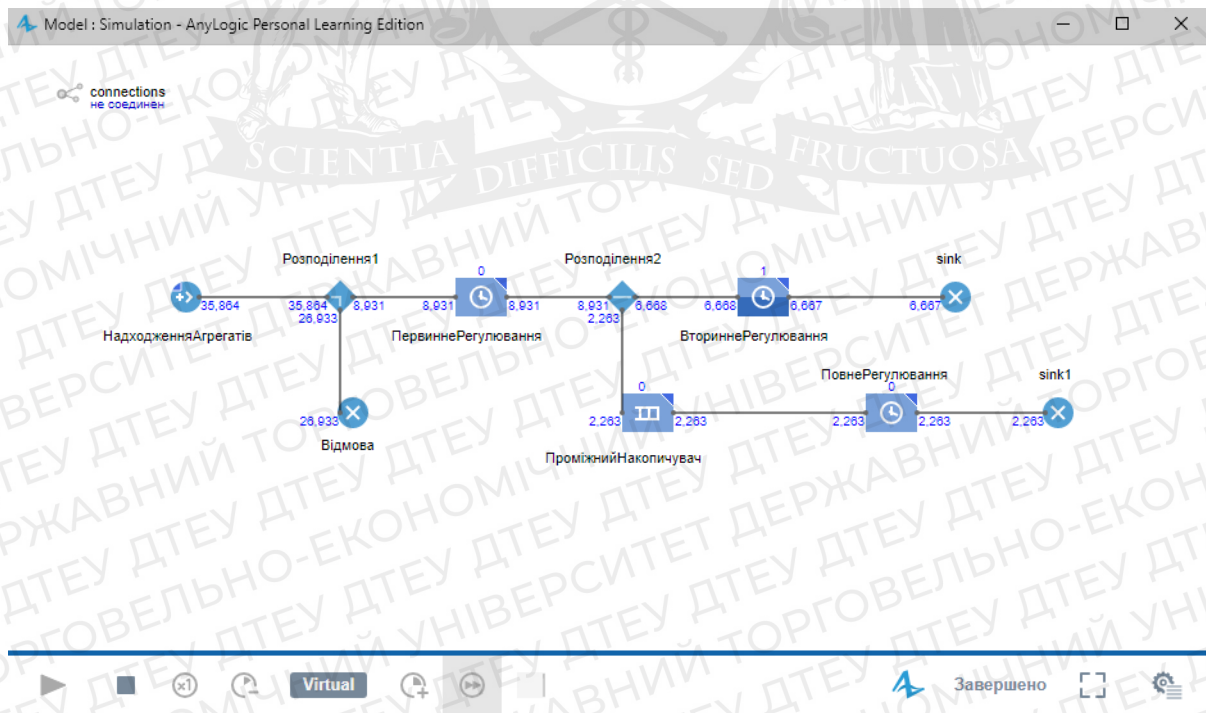 Model : Simulation - AnyLogic Personal Learning Edition
connections
не соединен
SCIENTIA DIFFICILIS SED FRUCTUOSA
Розподілення1
Розподілення2
sink
0
1
35,864
35,864
8,931
8,931
8,931
8,931
6,668
6,668
6,667
6,667
26,933
2,263
НадходженняАгрегатів
ПервиннеРегулювання
ВториннеРегулювання
ПовнеРегулювання
sink1
0
0
26,933
2,263
2,263
2,263
2,263
2,263
Відмова
ПроміжнийНакопичувач
x1
Virtual
Завершено